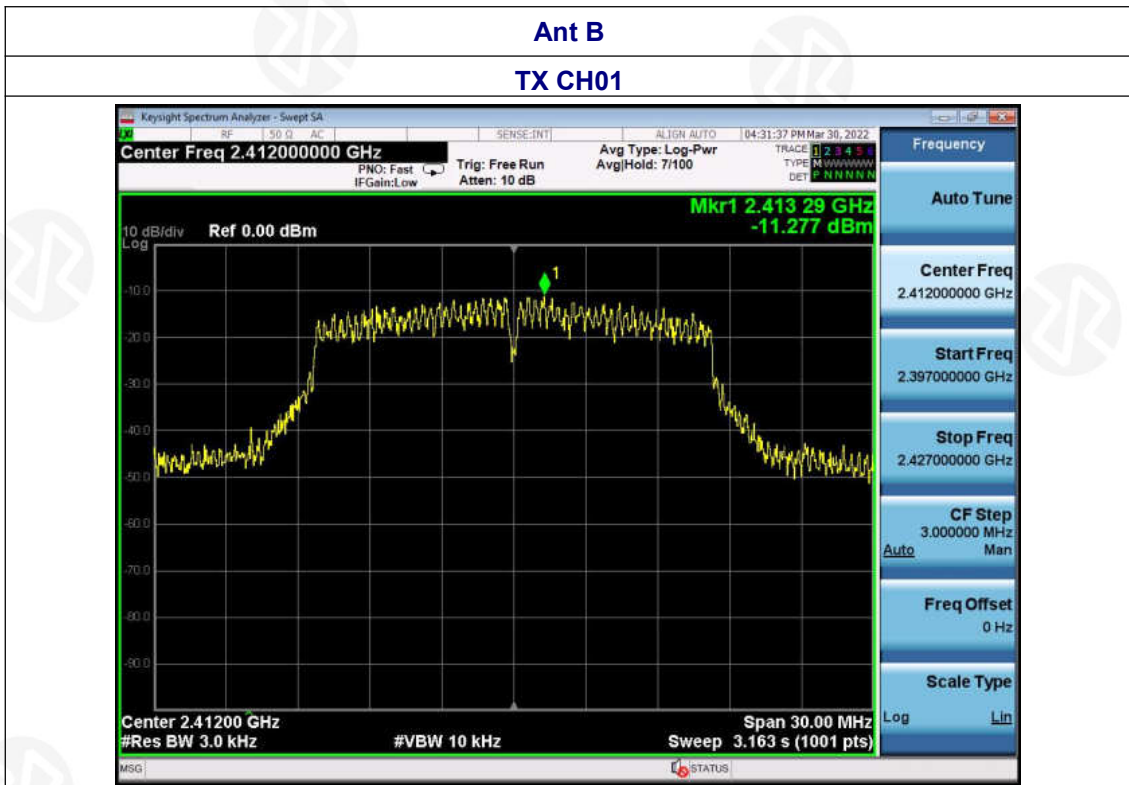 Ant B
TX CH01
Keysight Spectrum Analyzer - Swept SA
RF 50 Ω AC SENSE:INT ALIGN AUTO 04:31:37 PM Mar 30, 2022
Center Freq 2.412000000 GHz
PNO: Fast
IFGain:Low
Trig: Free Run
Atten: 10 dB
Avg Type: Log-Pwr
Avg|Hold: 7/100
TRACE 1 2 3 4 5 6
TYPE M WWWWW
DET P N N N N N
Mkr1 2.413 29 GHz
-11.277 dBm
10 dB/div Ref 0.00 dBm
Log
1
-10.0
-20.0
-30.0
-40.0
-50.0
-60.0
-70.0
-80.0
-90.0
Center 2.41200 GHz Span 30.00 MHz
#Res BW 3.0 kHz #VBW 10 kHz Sweep 3.163 s (1001 pts)
MSG STATUS
Frequency
Auto Tune
Center Freq
2.412000000 GHz
Start Freq
2.397000000 GHz
Stop Freq
2.427000000 GHz
CF Step
3.000000 MHz
Auto Man
Freq Offset
0 Hz
Scale Type
Log Lin